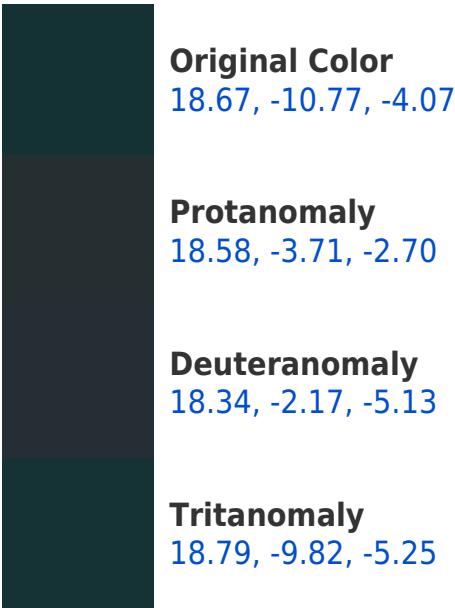 Original Color
18.67, -10.77, -4.07
Protanomaly
18.58, -3.71, -2.70
Deuteranomaly
18.34, -2.17, -5.13
Tritanomaly
18.79, -9.82, -5.25